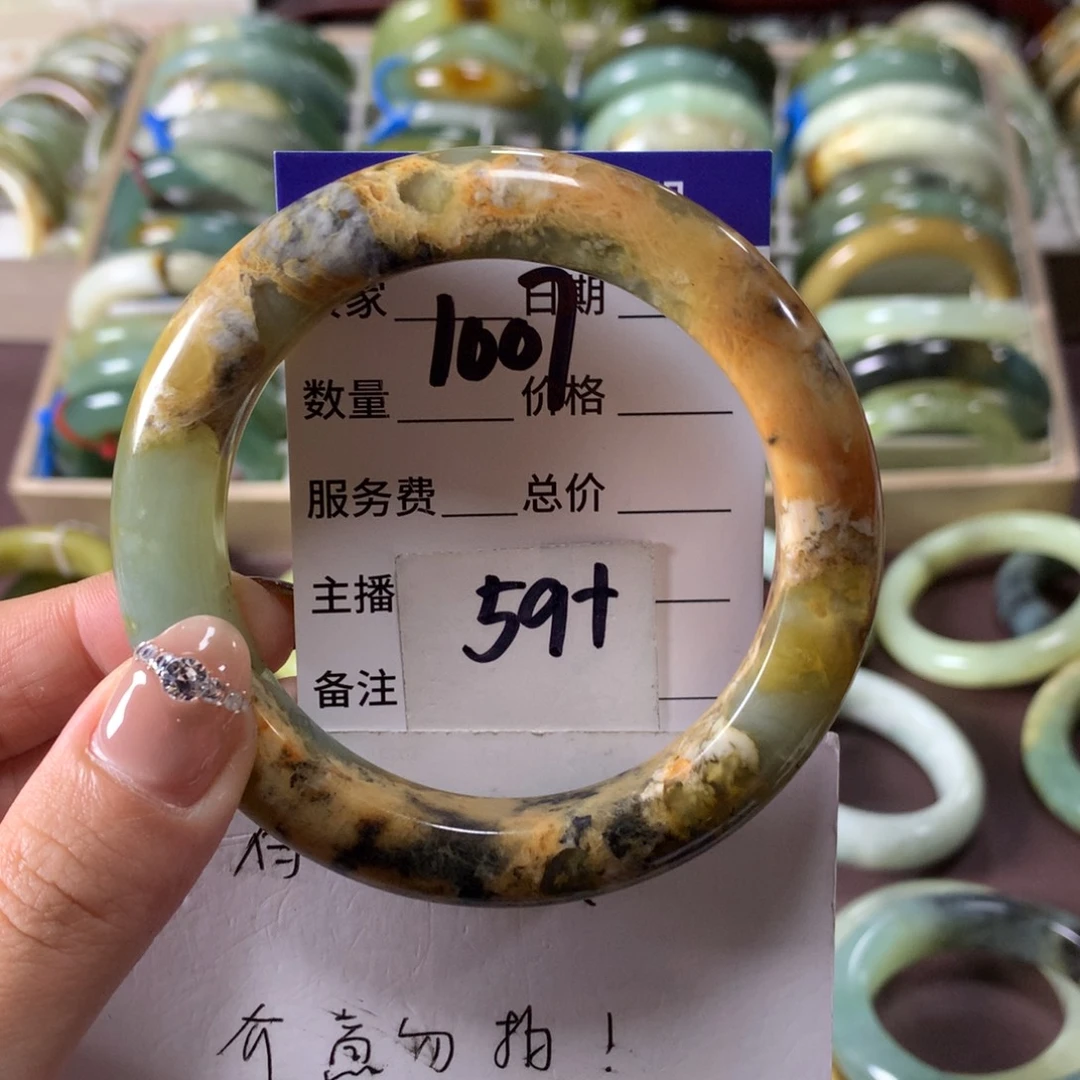 家 日期
1007
数量 价格
服务费 总价
主播
59+
备注
介意勿拍！